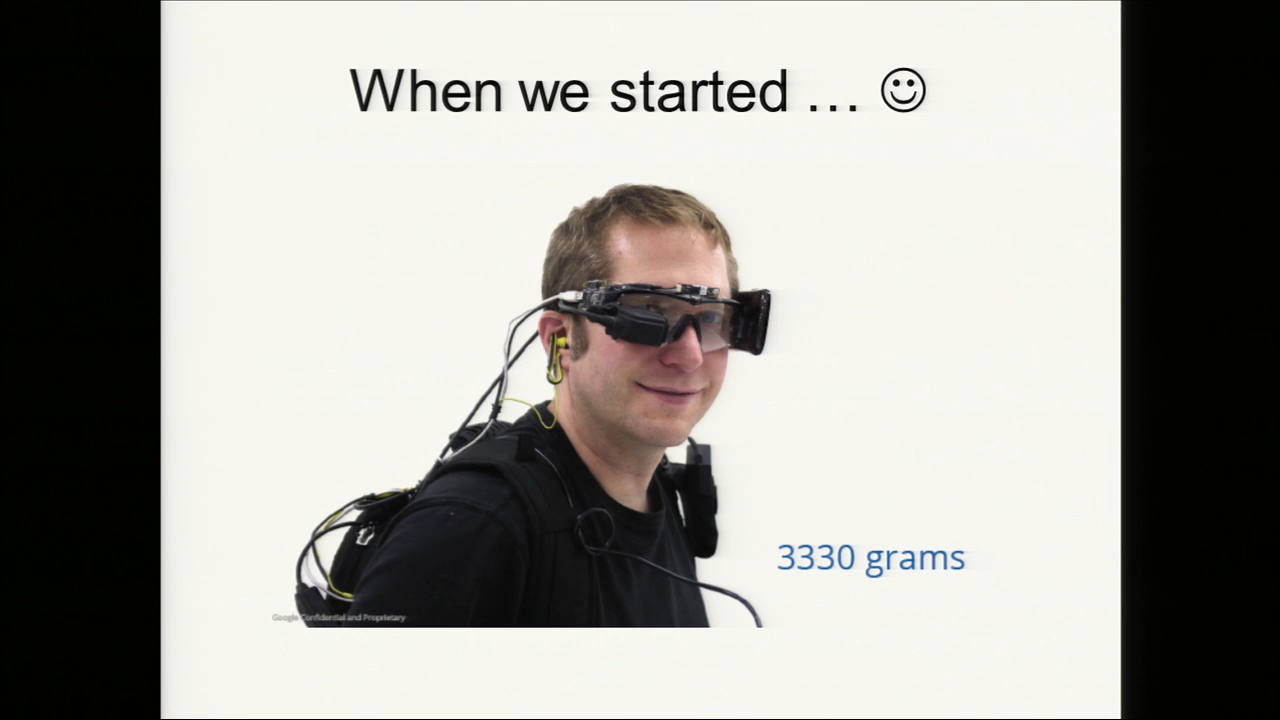 When we started … ☺
3330 grams
Google Confidential and Proprietary